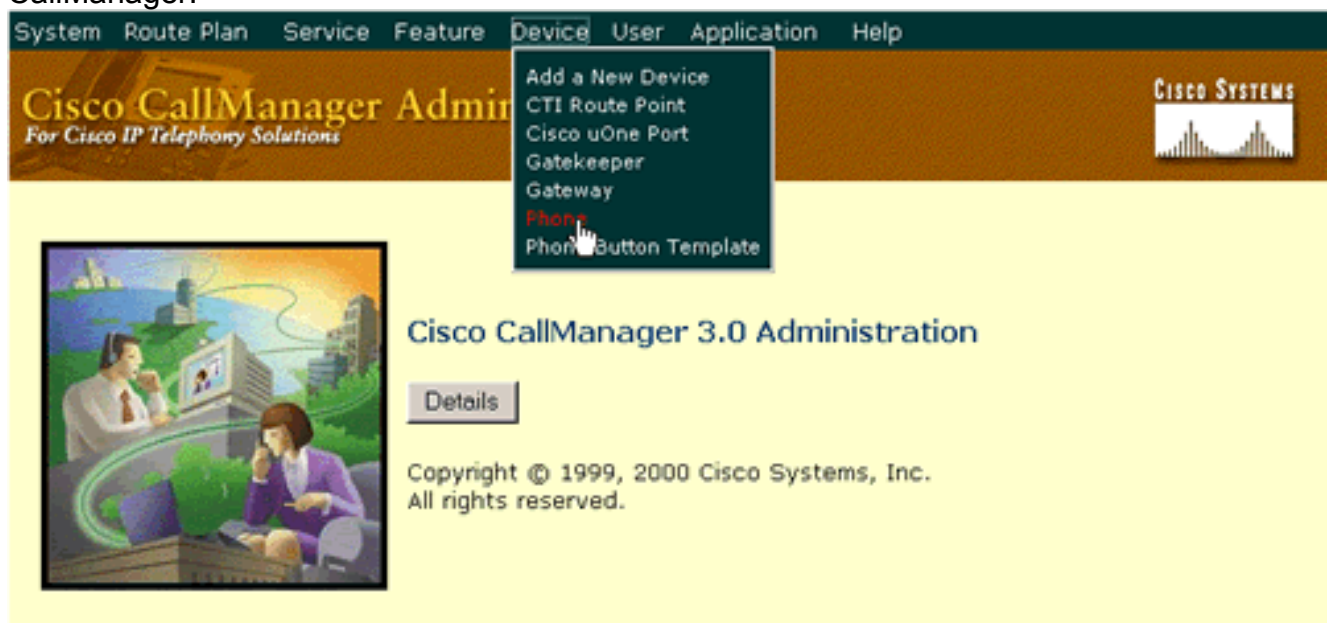 CallManager.
System Route Plan Service Feature Device User Application Help
Cisco CallManager Admin
For Cisco IP Telephony Solutions
Add a New Device
CTI Route Point
Cisco uOne Port
Gatekeeper
Gateway
Phone
Phone Button Template
CISCO SYSTEMS
Cisco CallManager 3.0 Administration
Details
Copyright © 1999, 2000 Cisco Systems, Inc.
All rights reserved.